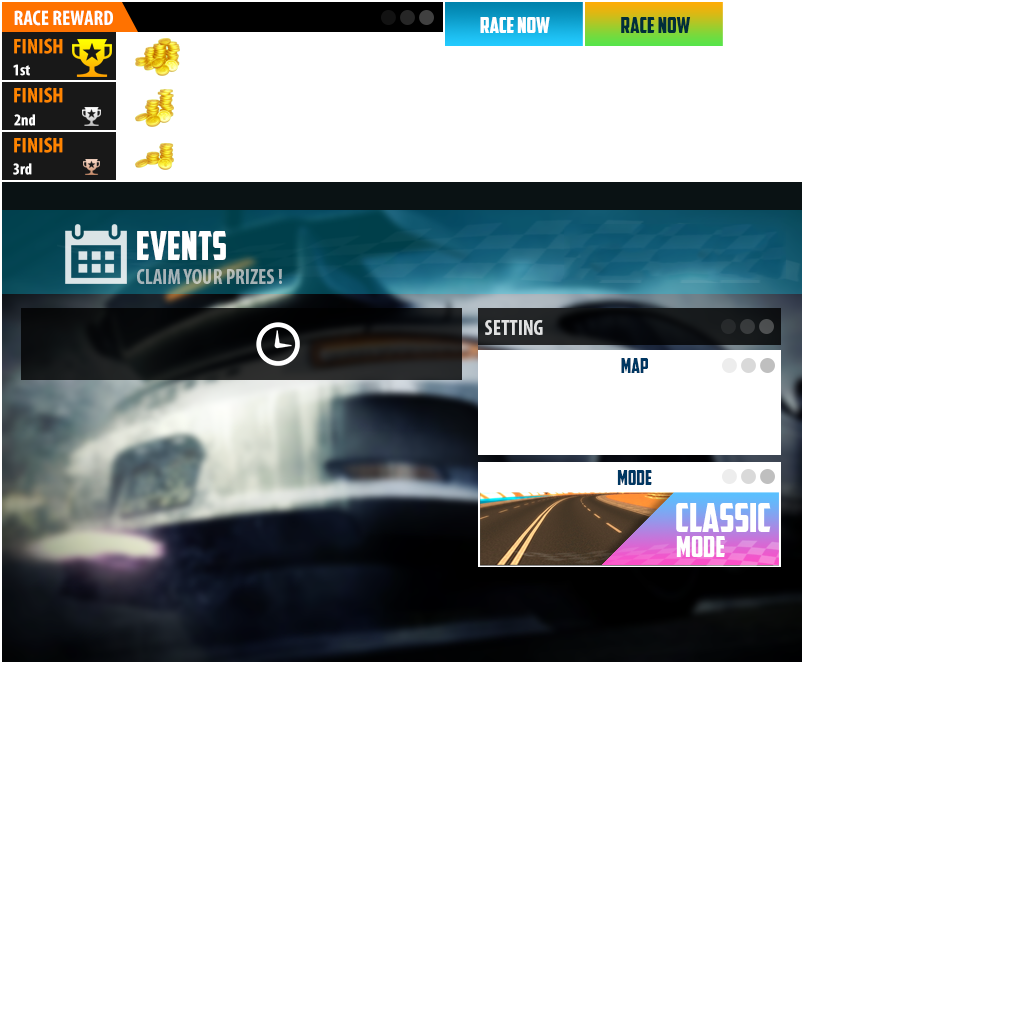 RACE REWARD
RACE NOW
RACE NOW
FINISH
1st
FINISH
2nd
FINISH
3rd
EVENTS
CLAIM YOUR PRIZES !
SETTING
MAP
MODE
CLASSIC
MODE